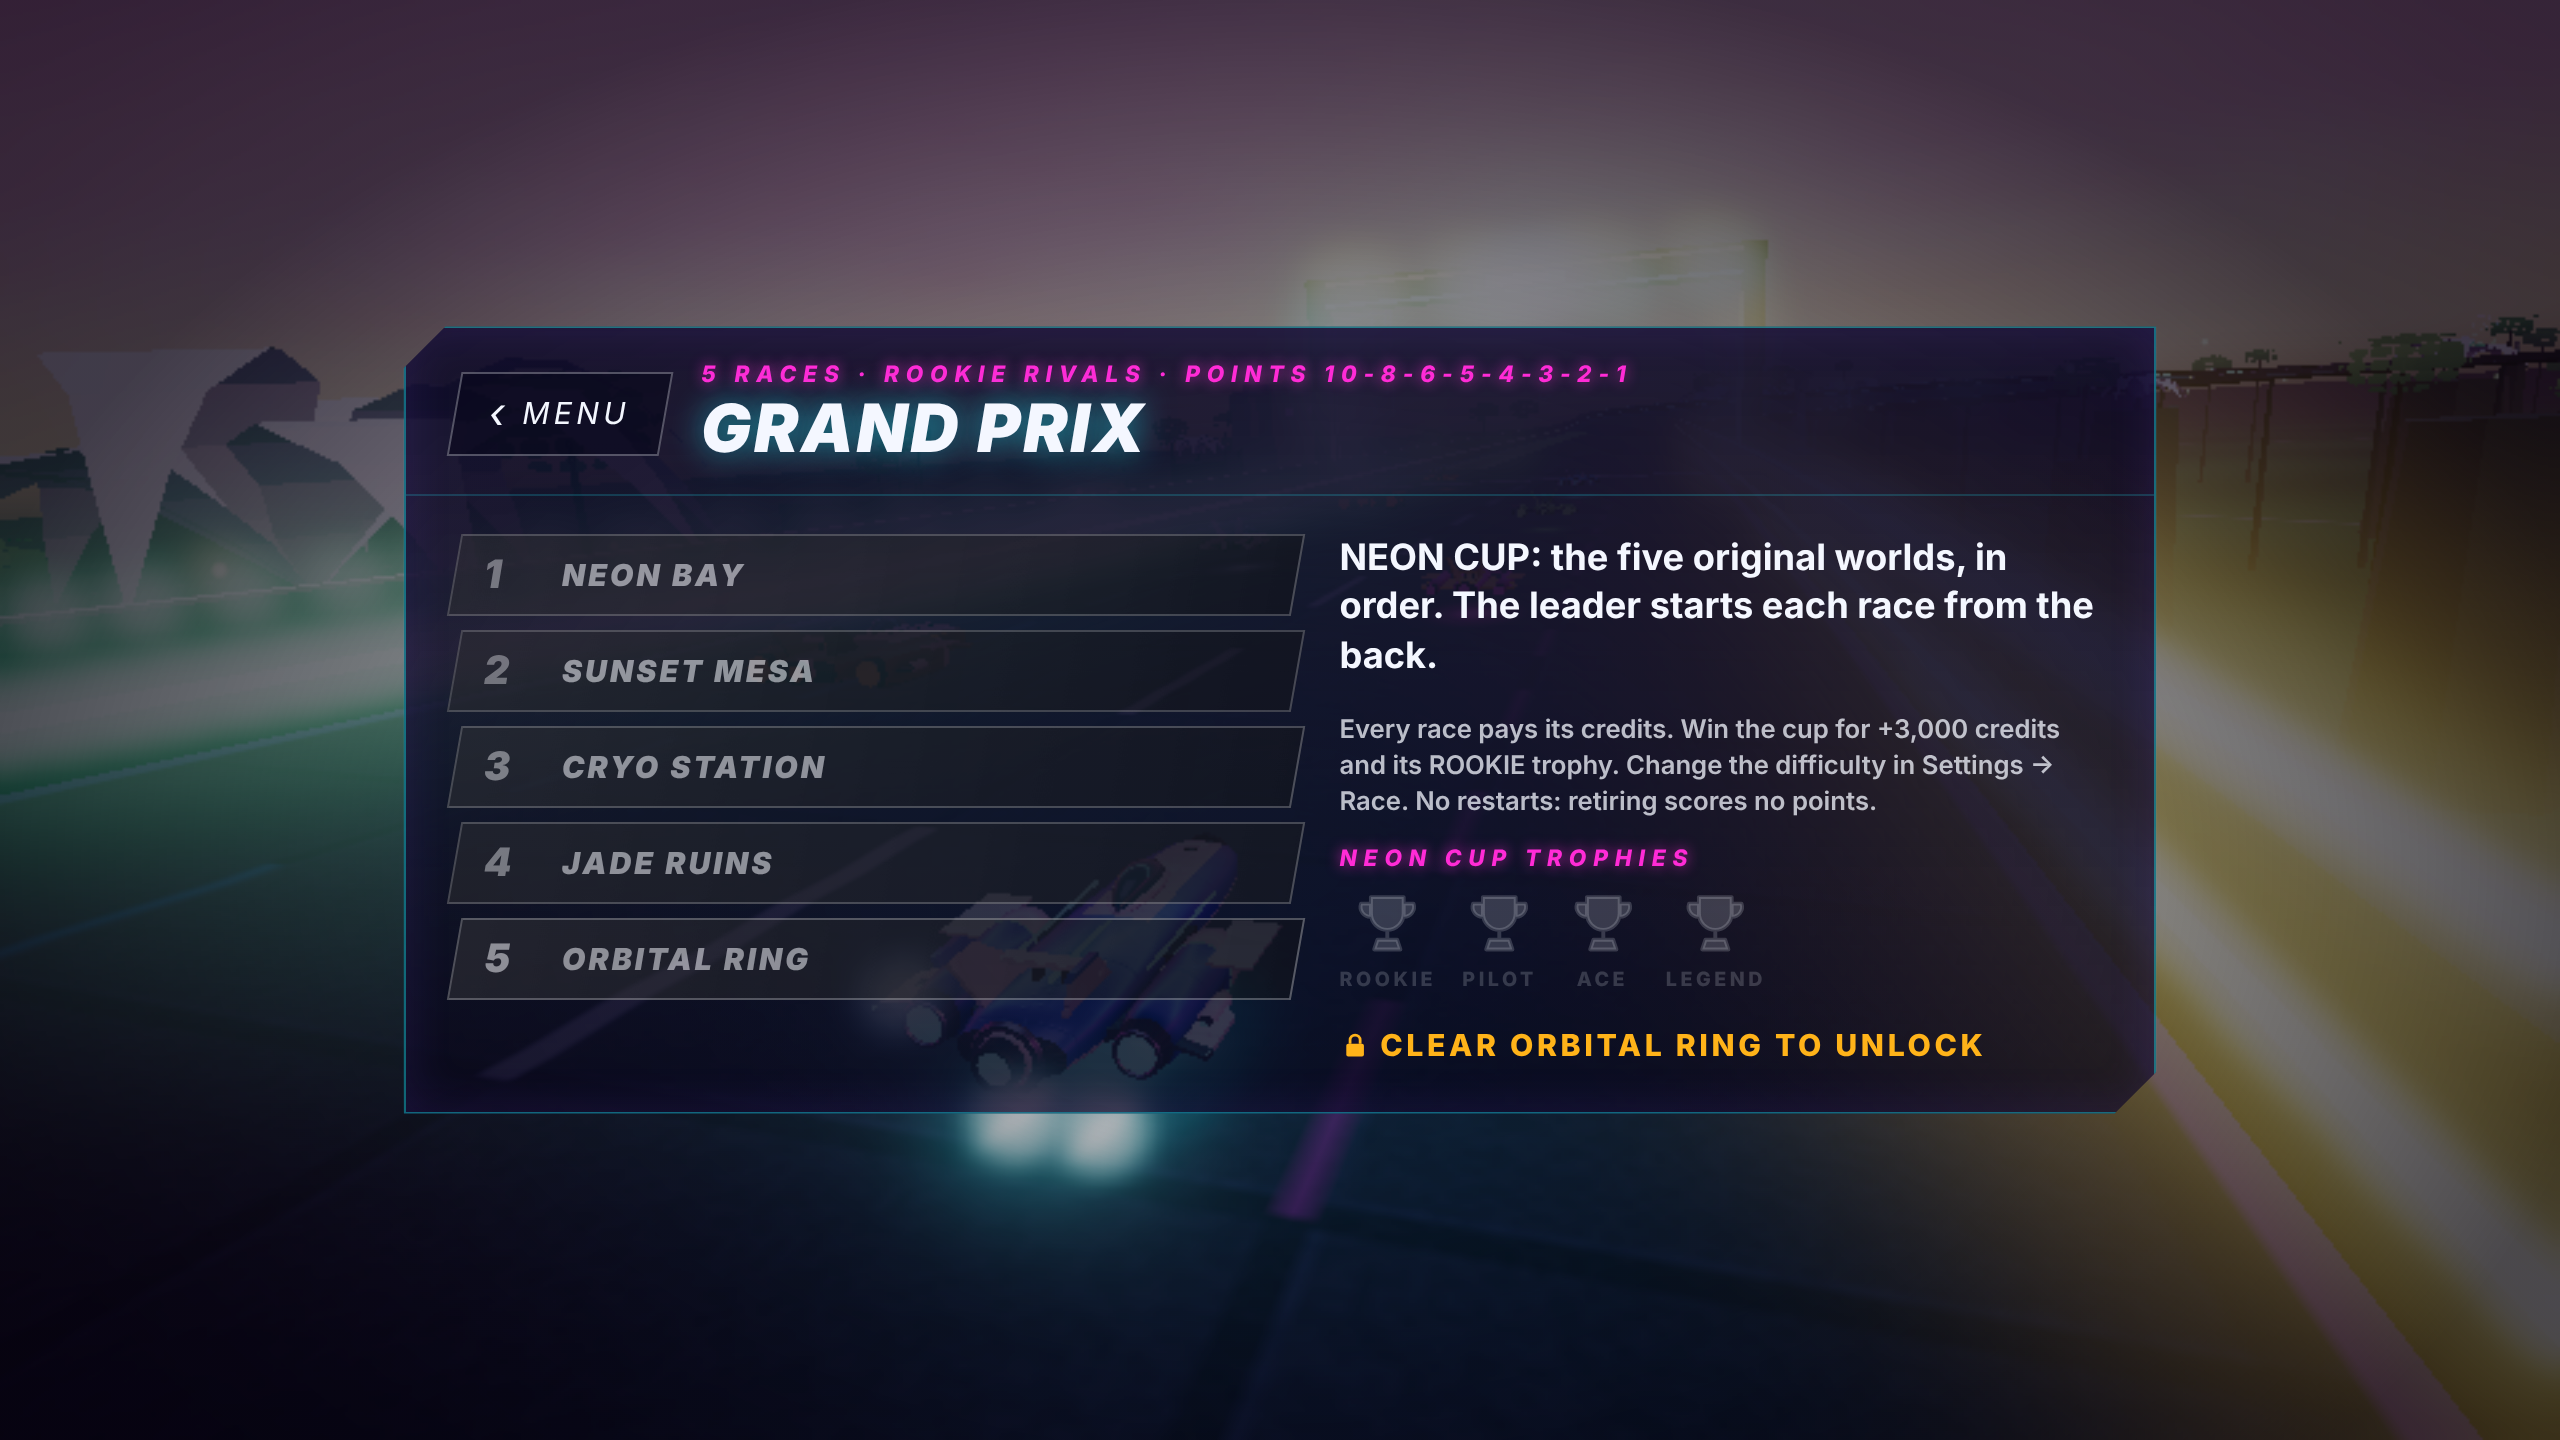 ‹ MENU
5 RACES · ROOKIE RIVALS · POINTS 10-8-6-5-4-3-2-1
GRAND PRIX
1 NEON BAY
2 SUNSET MESA
3 CRYO STATION
4 JADE RUINS
5 ORBITAL RING
NEON CUP: the five original worlds, in
order. The leader starts each race from the
back.
Every race pays its credits. Win the cup for +3,000 credits
and its ROOKIE trophy. Change the difficulty in Settings →
Race. No restarts: retiring scores no points.
NEON CUP TROPHIES
ROOKIE PILOT ACE LEGEND
CLEAR ORBITAL RING TO UNLOCK